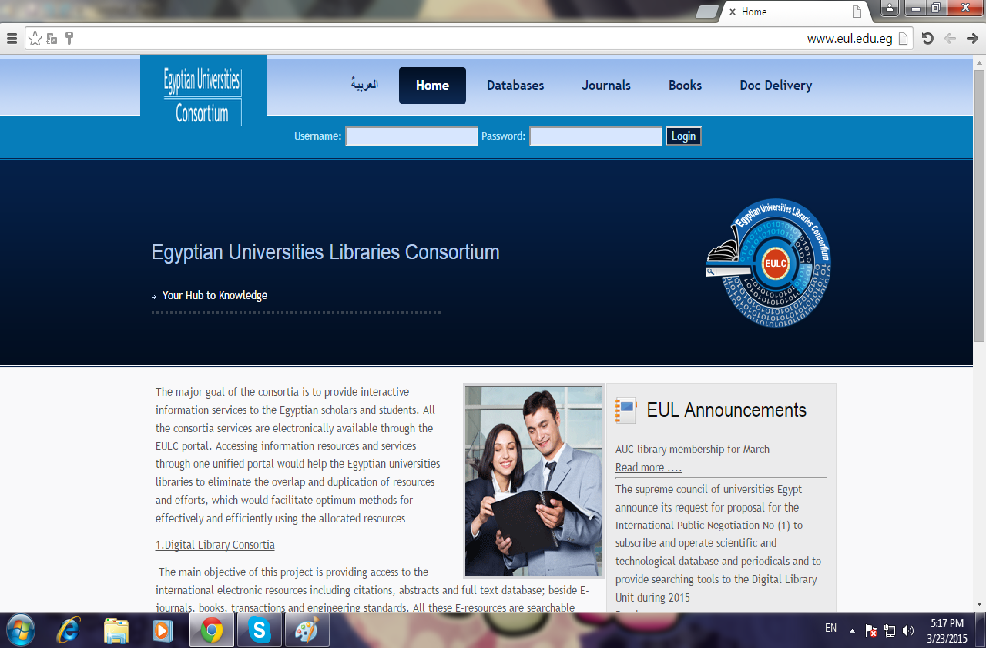 Home
www.eul.edu.eg
Egyptian Universities
Consortium
العربية
Home
Databases
Journals
Books
Doc Delivery
Username:
Password:
Login
Egyptian Universities Libraries Consortium
Your Hub to Knowledge
Egyptian Universities Libraries Consortium
EULC
The major goal of the consortia is to provide interactive
information services to the Egyptian scholars and students. All
the consortia services are electronically available through the
EULC portal. Accessing information resources and services
through one unified portal would help the Egyptian universities
libraries to eliminate the overlap and duplication of resources
and efforts, which would facilitate optimum methods for
effectively and efficiently using the allocated resources
1.Digital Library Consortia
The main objective of this project is providing access to the
international electronic resources including citations, abstracts and full text database; beside E-
journals, books, transactions and engineering standards. All these E-resources are searchable
EUL Announcements
AUC library membership for March
Read more .....
The supreme council of universities Egypt
announce its request for proposal for the
International Public Negotiation No (1) to
subscribe and operate scientific and
technological database and periodicals and to
provide searching tools to the Digital Library
Unit during 2015
EN
5:17 PM
3/23/2015